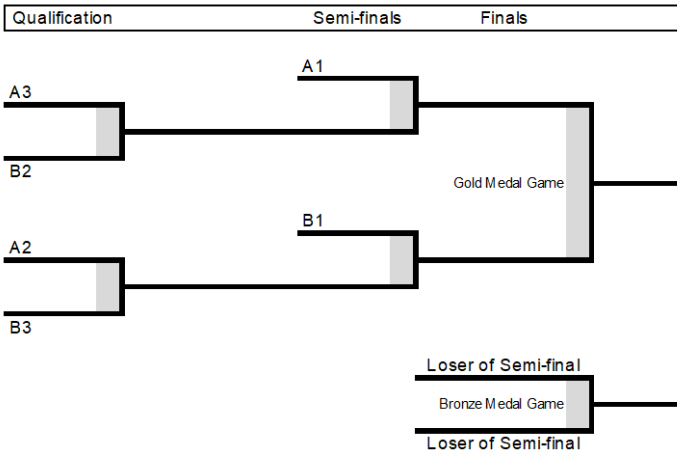 Qualification Semi-finals Finals
A1
A3
B2
Gold Medal Game
B1
A2
B3
Loser of Semi-final
Bronze Medal Game
Loser of Semi-final